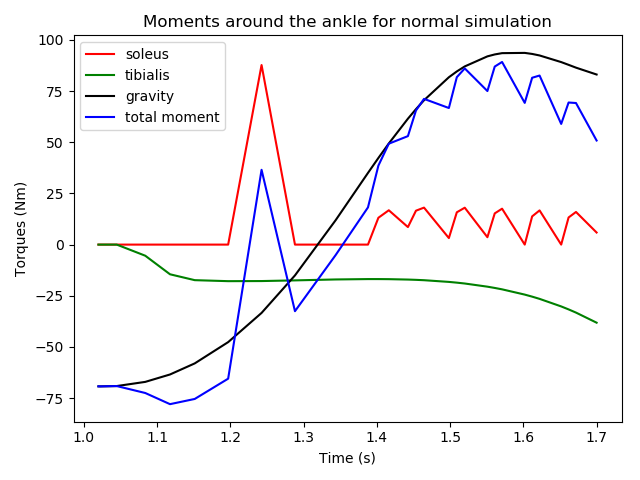 Moments around the ankle for normal simulation
soleus
tibialis
gravity
total moment
Torques (Nm)
100
75
50
25
0
−25
−50
−75
1.0 1.1 1.2 1.3 1.4 1.5 1.6 1.7
Time (s)